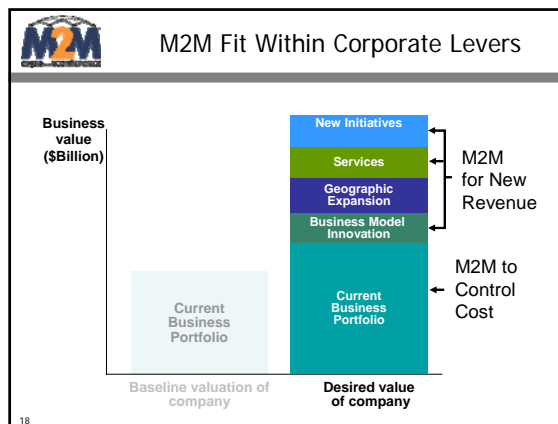 M2M
M2M Fit Within Corporate Levers
Business
value
($Billion)
New Initiatives
Services
Geographic
Expansion
Business Model
Innovation
Current
Business
Portfolio
Current
Business
Portfolio
M2M
for New
Revenue
M2M to
Control
Cost
Baseline valuation of
company
Desired value
of company
18